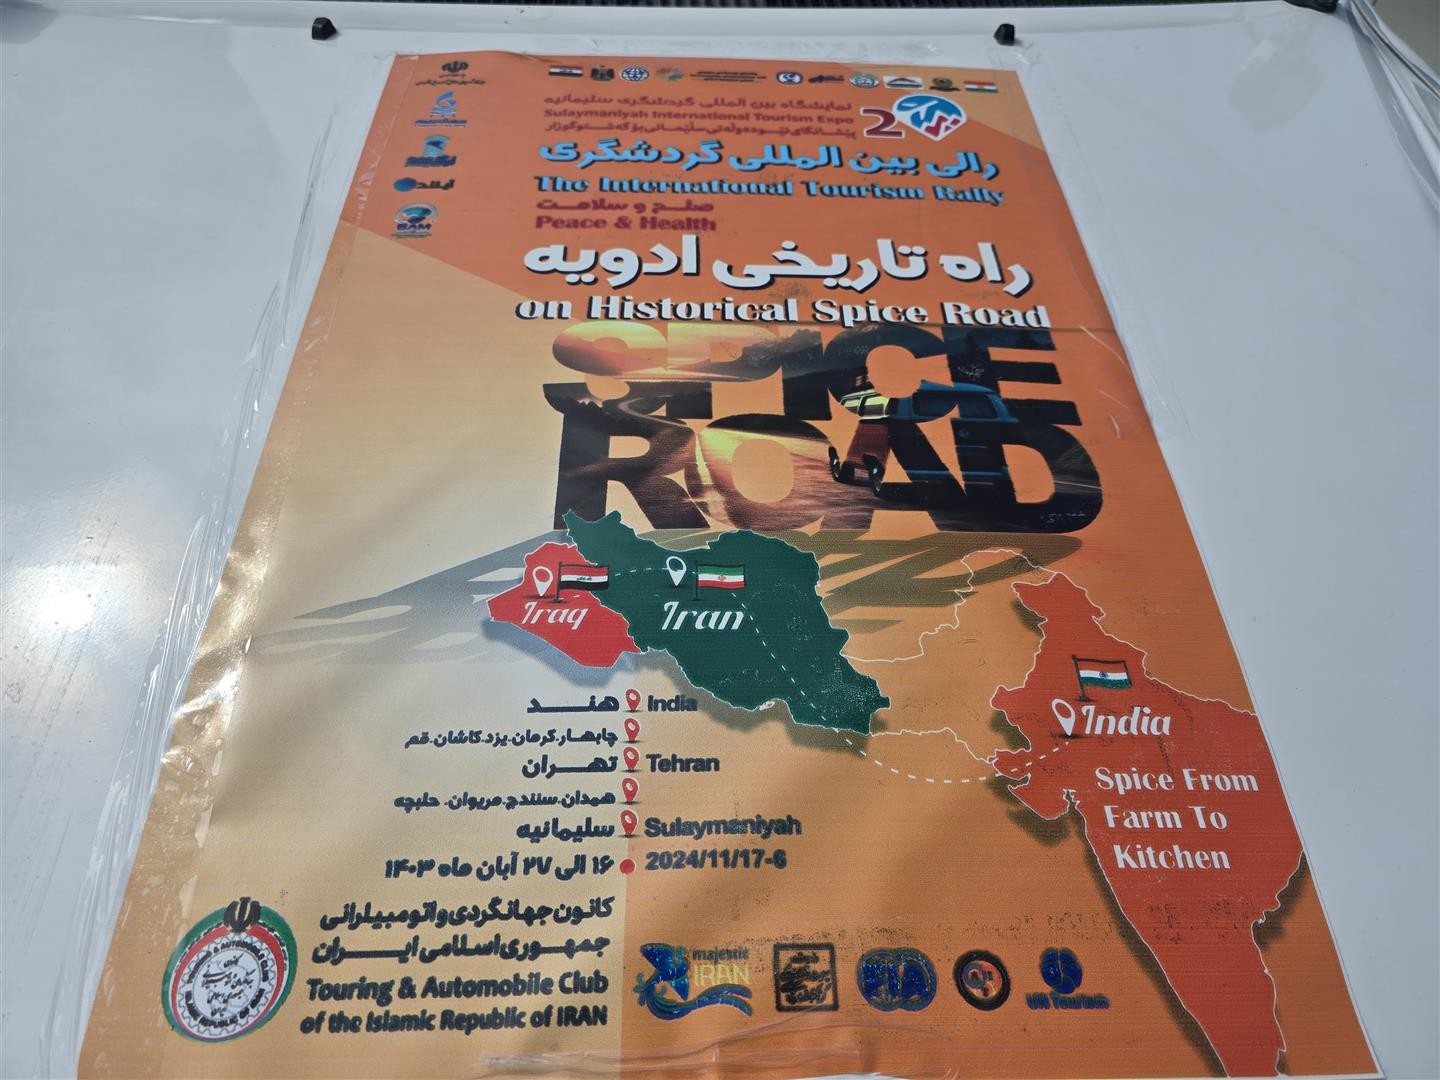 نمایشگاه بین المللی گردشگری سلیمانیه
Sulaymaniyah International Tourism Expo
2
رالی بین المللی گردشگری
The International Tourism Rally
صلح و سلامت
Peace & Health
راه تاریخی ادویه
on Historical Spice Road
SPICE
ROAD
Iraq
Iran
India
هند India
چابهار.کرمان.یزد.کاشان.قم
تهران Tehran
همدان.سنندج.مریوان. حلبچه
سلیمانیه Sulaymaniyah
۱۶ الی ۲۷ آبان ماه ۱۴۰۳ 2024/11/17-6
Spice From
Farm To
Kitchen
کانون جهانگردی و اتومبیلرانی
جمهوری اسلامی ایران
Touring & Automobile Club
of the Islamic Republic of IRAN
majestic
IRAN
FIA
UN Tourism
BAM